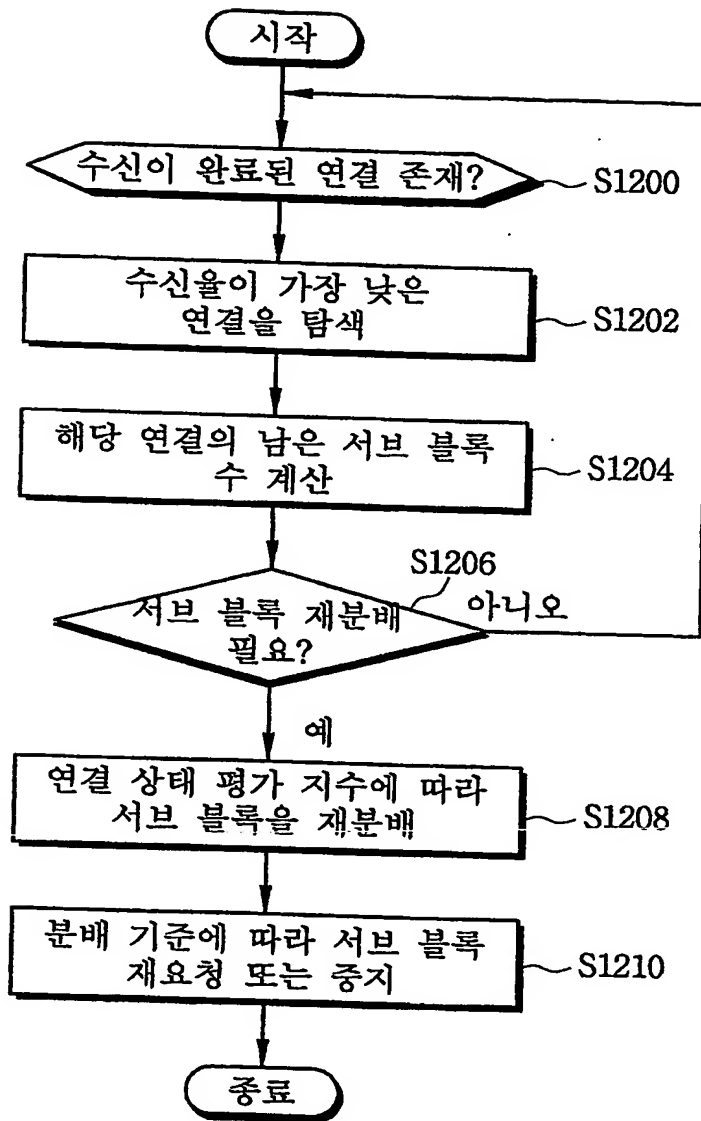 시작
수신이 완료된 연결 존재?
S1200
수신율이 가장 낮은
연결을 탐색
S1202
해당 연결의 남은 서브 블록
수 계산
S1204
S1206
서브 블록 재분배
필요?
아니오
예
연결 상태 평가 지수에 따라
서브 블록을 재분배
S1208
분배 기준에 따라 서브 블록
재요청 또는 중지
S1210
종료